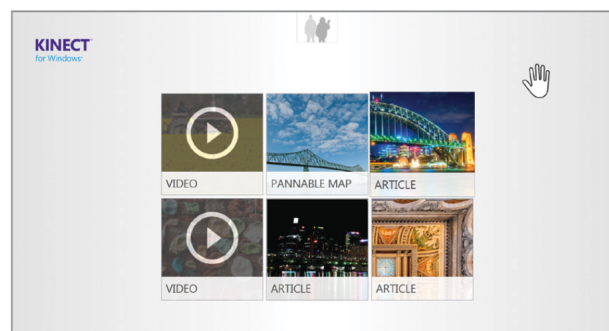 KINECT
for Windows
VIDEO
PANNABLE MAP
ARTICLE
VIDEO
ARTICLE
ARTICLE